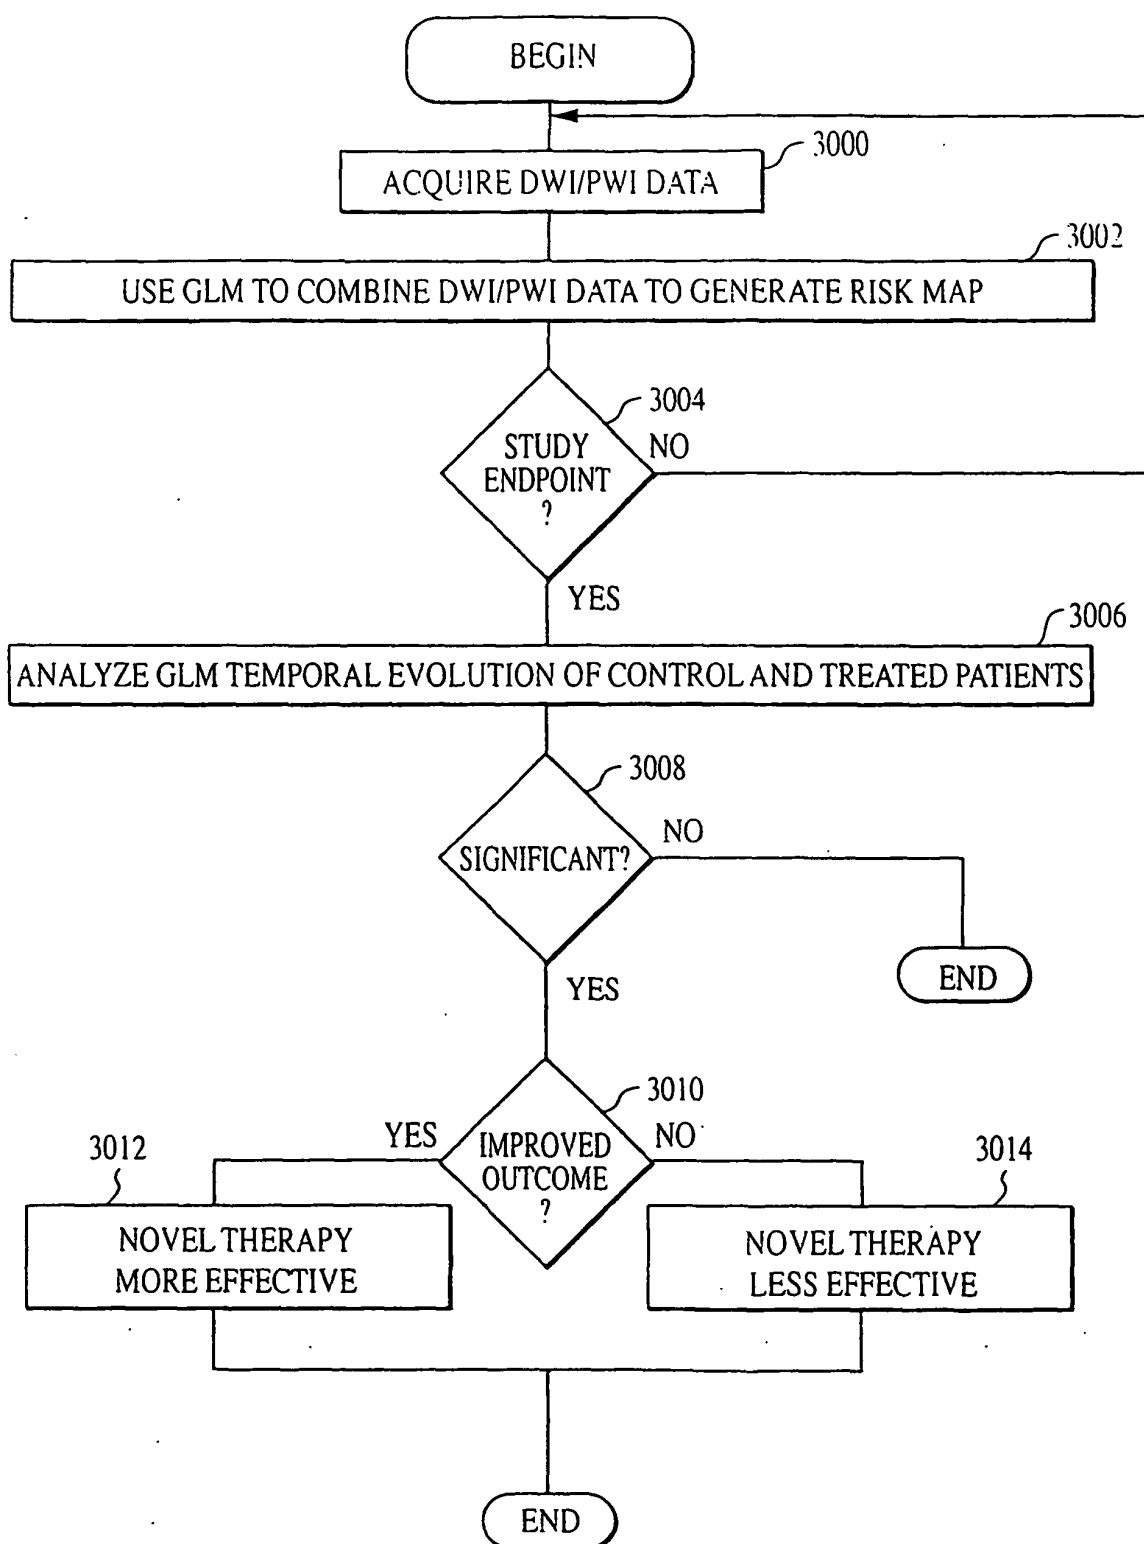 BEGIN
3000
ACQUIRE DWI/PWI DATA
3002
USE GLM TO COMBINE DWI/PWI DATA TO GENERATE RISK MAP
3004
STUDY
ENDPOINT
?
NO
YES
3006
ANALYZE GLM TEMPORAL EVOLUTION OF CONTROL AND TREATED PATIENTS
3008
SIGNIFICANT?
NO
END
YES
3010
IMPROVED
OUTCOME
?
YES
NO
3012
NOVEL THERAPY
MORE EFFECTIVE
3014
NOVEL THERAPY
LESS EFFECTIVE
END